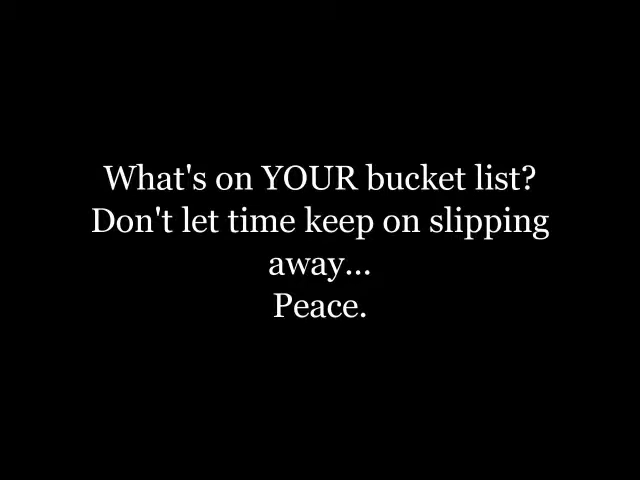 What's on YOUR bucket list?
Don't let time keep on slipping
away...
Peace.